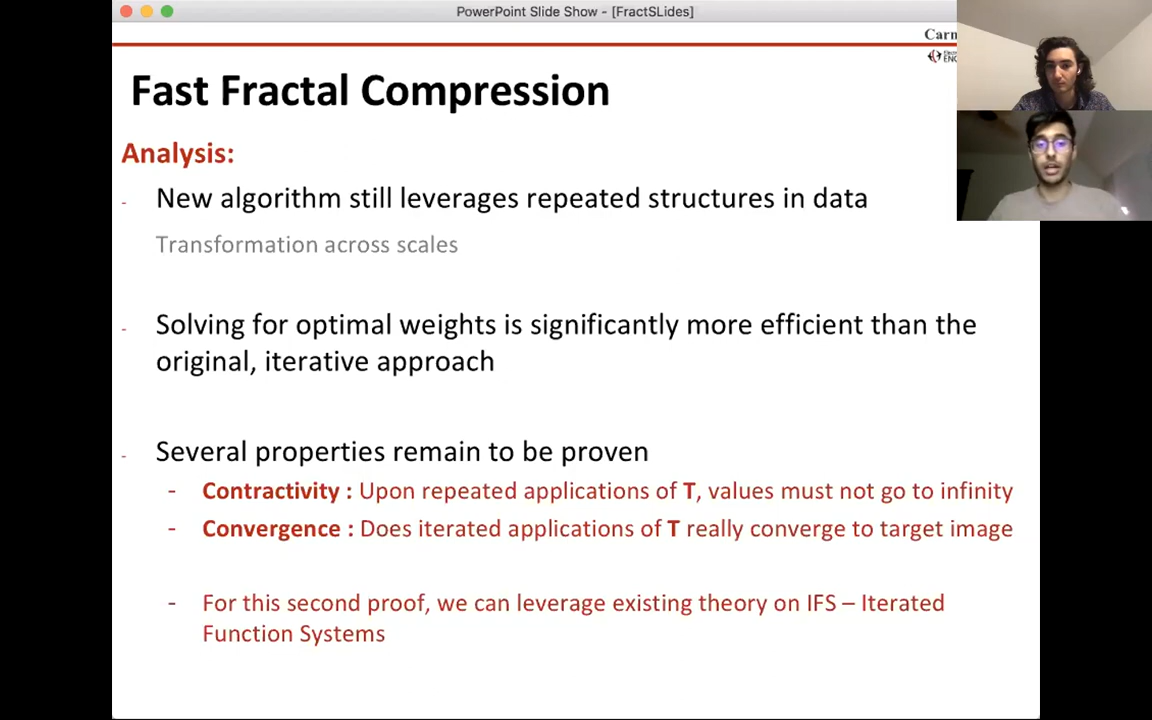 PowerPoint Slide Show - [FractSLides]
Fast Fractal Compression
Analysis:
- New algorithm still leverages repeated structures in data
Transformation across scales
- Solving for optimal weights is significantly more efficient than the
original, iterative approach
- Several properties remain to be proven
- Contractivity : Upon repeated applications of T, values must not go to infinity
- Convergence : Does iterated applications of T really converge to target image
- For this second proof, we can leverage existing theory on IFS – Iterated
Function Systems